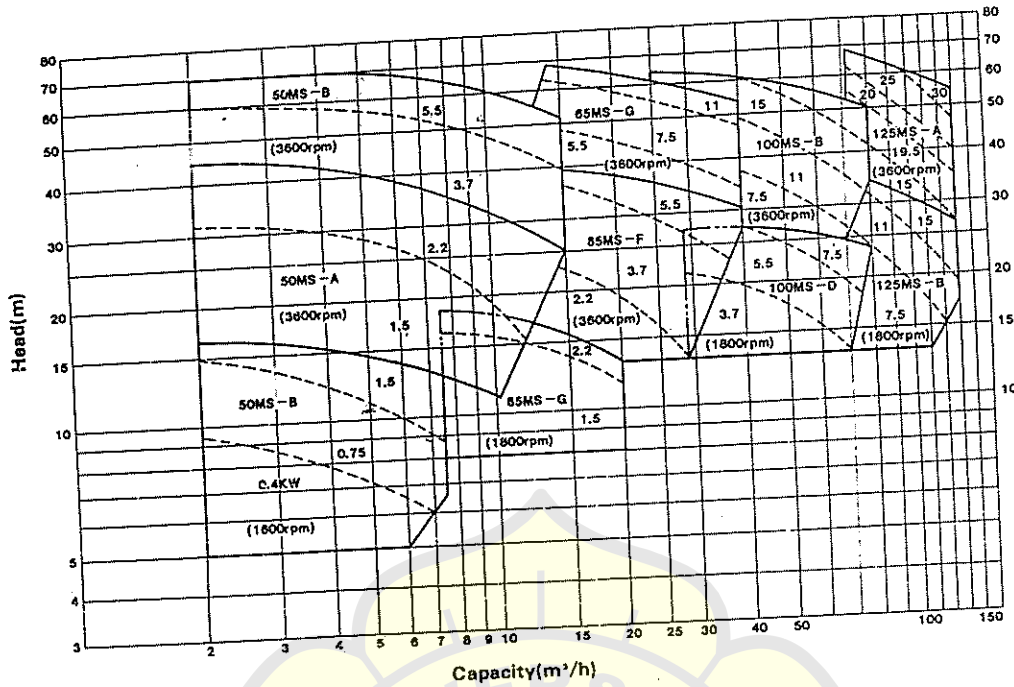 80
70
60
50
40
30
20
15
10
5
4
3
Head(m)
80
70
60
50
40
30
20
15
10
50MS-B
5.5
(3600rpm)
3.7
2.2
50MS-A
(3600rpm)
1.5
1.5
50MS-B
0.75
0.4KW
(1800rpm)
65MS-G
5.5
7.5
11
(3600rpm)
5.5
7.5
(3600rpm)
65MS-F
3.7
2.2
(3600rpm)
2.2
65MS-G
1.5
(1800rpm)
15
100MS-B
11
5.5
7.5
100MS-D
3.7
(1800rpm)
25
20
30
125MS-A
19.5
(3600rpm)
15
11
15
125MS-B
7.5
(1800rpm)
2
3
4
5
6
7
8
9
10
15
20
25
30
40
50
100
150
Capacity(m³/h)